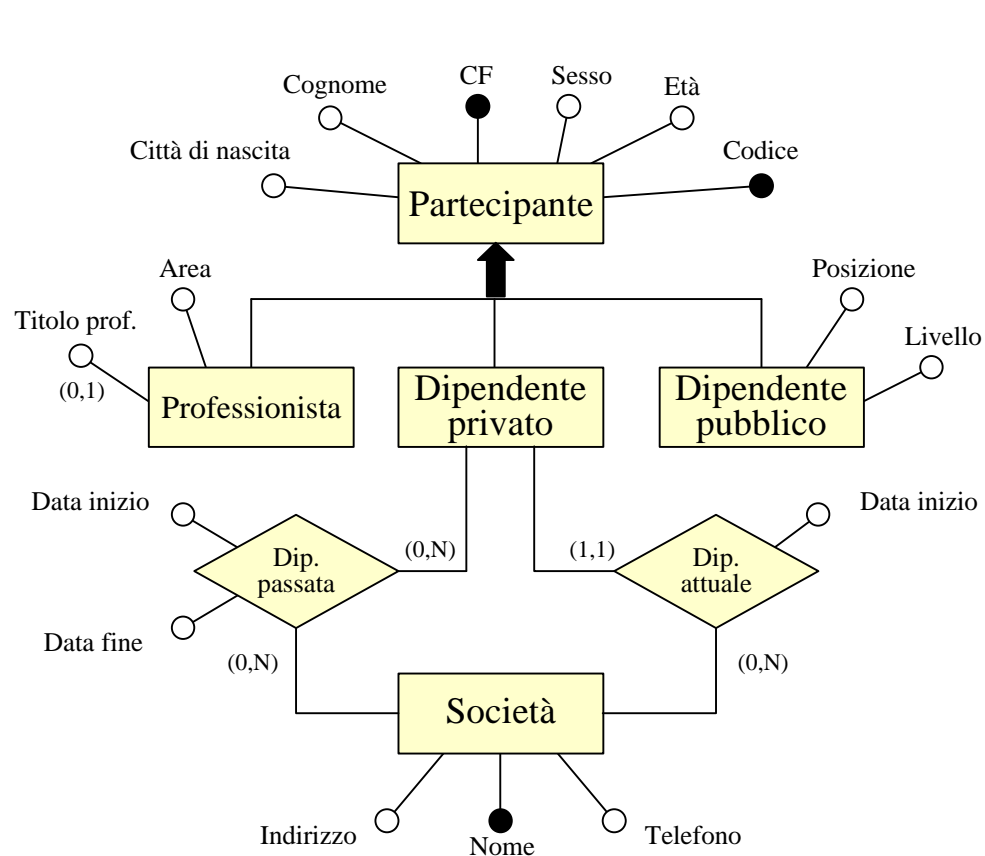 CF
Sesso
Cognome
Età
Città di nascita
Codice
Partecipante
Area
Posizione
Titolo prof.
Livello
(0,1)
Professionista
Dipendente
privato
Dipendente
pubblico
Data inizio
Data inizio
Dip.
passata
(0,N)
(1,1)
Dip.
attuale
Data fine
(0,N)
(0,N)
Società
Indirizzo
Nome
Telefono